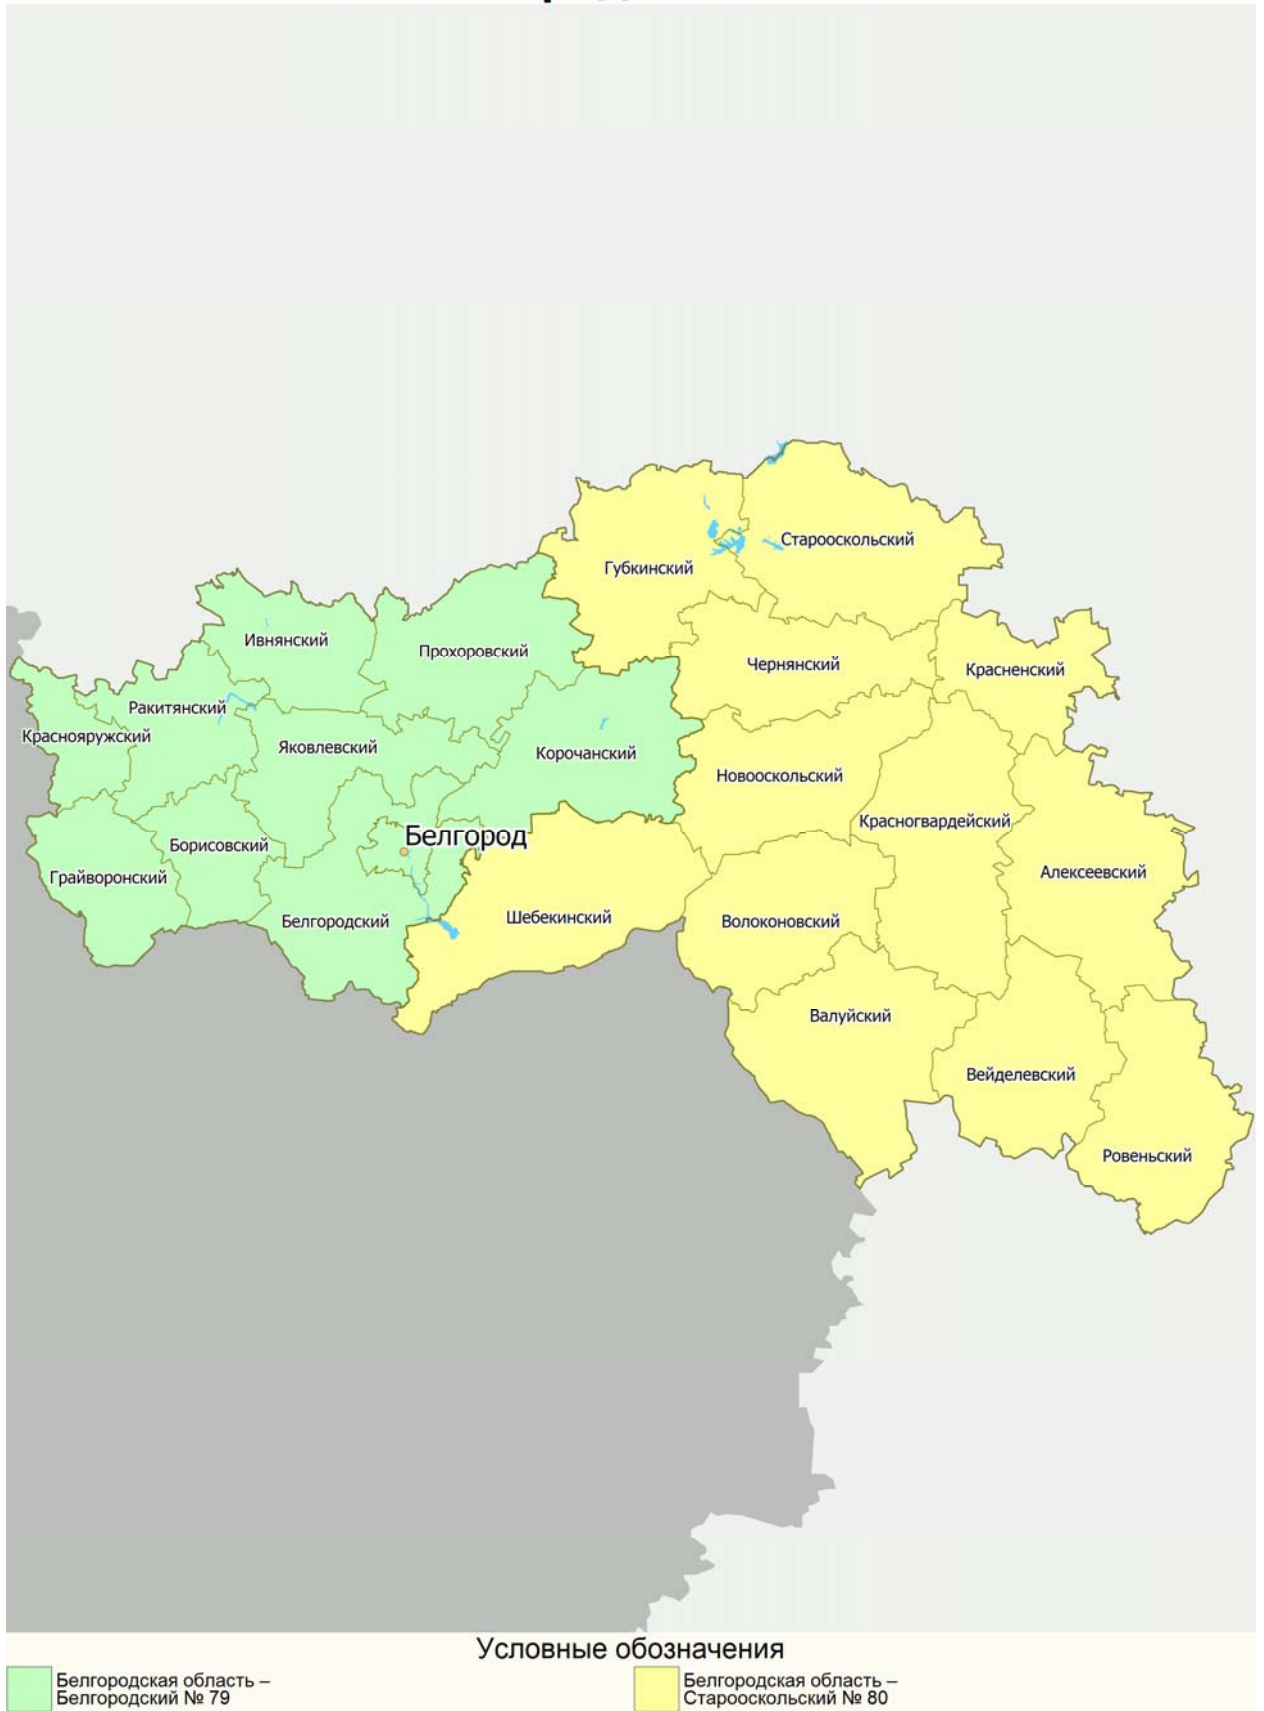 Старооскольский
Губкинский
Ивнянский
Прохоровский
Чернянский
Красненский
Ракитянский
Краснояружский
Яковлевский
Корочанский
Новооскольский
Красногвардейский
Белгород
Борисовский
Алексеевский
Грайворонский
Шебекинский
Белгородский
Волоконовский
Валуйский
Вейделевский
Ровеньский
Условные обозначения
Белгородская область –
Белгородский № 79
Белгородская область –
Старооскольский № 80